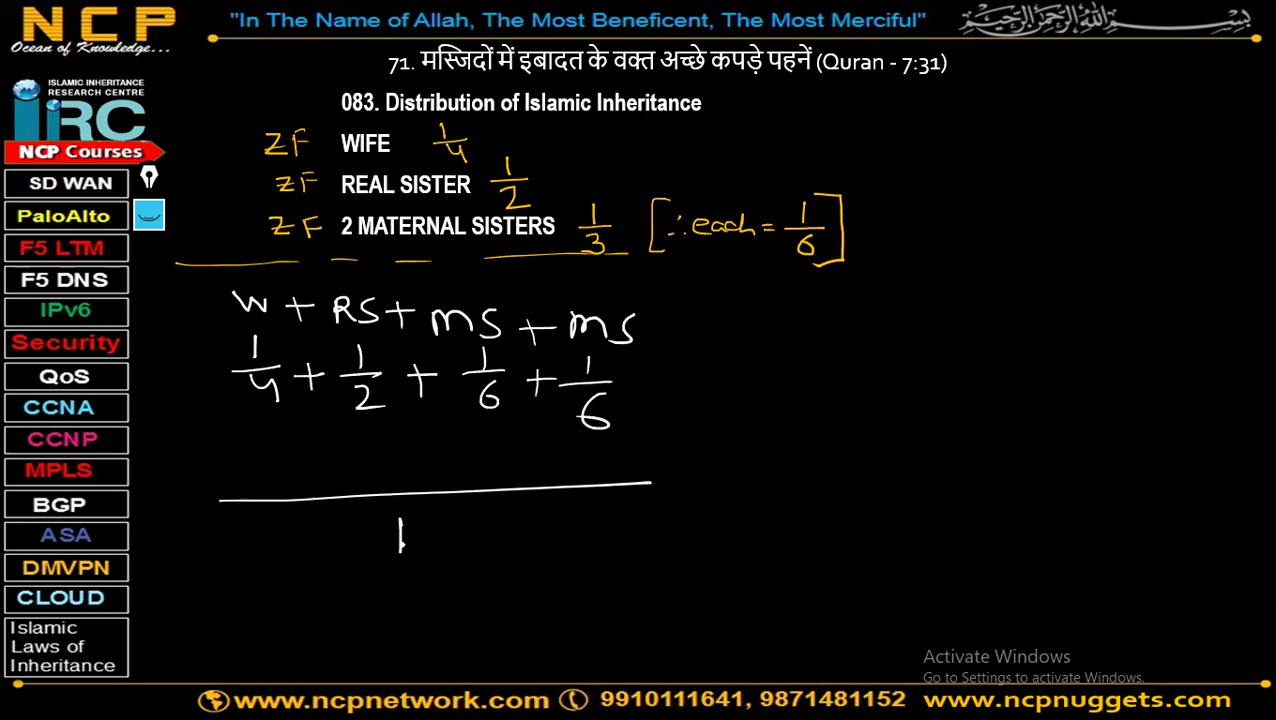 NCP
Ocean of Knowledge...
"In The Name of Allah, The Most Beneficent, The Most Merciful"
بِسْمِ اللهِ الرَّحْمٰنِ الرَّحِيْمِ
71. मस्जिदों में इबादत के वक्त अच्छे कपड़े पहनें (Quran - 7:31)
ISLAMIC INHERITANCE
RESEARCH CENTRE
iiRC
083. Distribution of Islamic Inheritance
ZF WIFE 1/4
ZF REAL SISTER 1/2
ZF 2 MATERNAL SISTERS 1/3 [∴ each = 1/6]
W + RS + MS + MS
1/4 + 1/2 + 1/6 + 1/6
1
NCP Courses
SD WAN
PaloAlto
F5 LTM
F5 DNS
IPv6
Security
QoS
CCNA
CCNP
MPLS
BGP
ASA
DMVPN
CLOUD
Islamic
Laws of
Inheritance
Activate Windows
Go to Settings to activate Windows.
www.ncpnetwork.com 9910111641, 9871481152 www.ncpnuggets.com